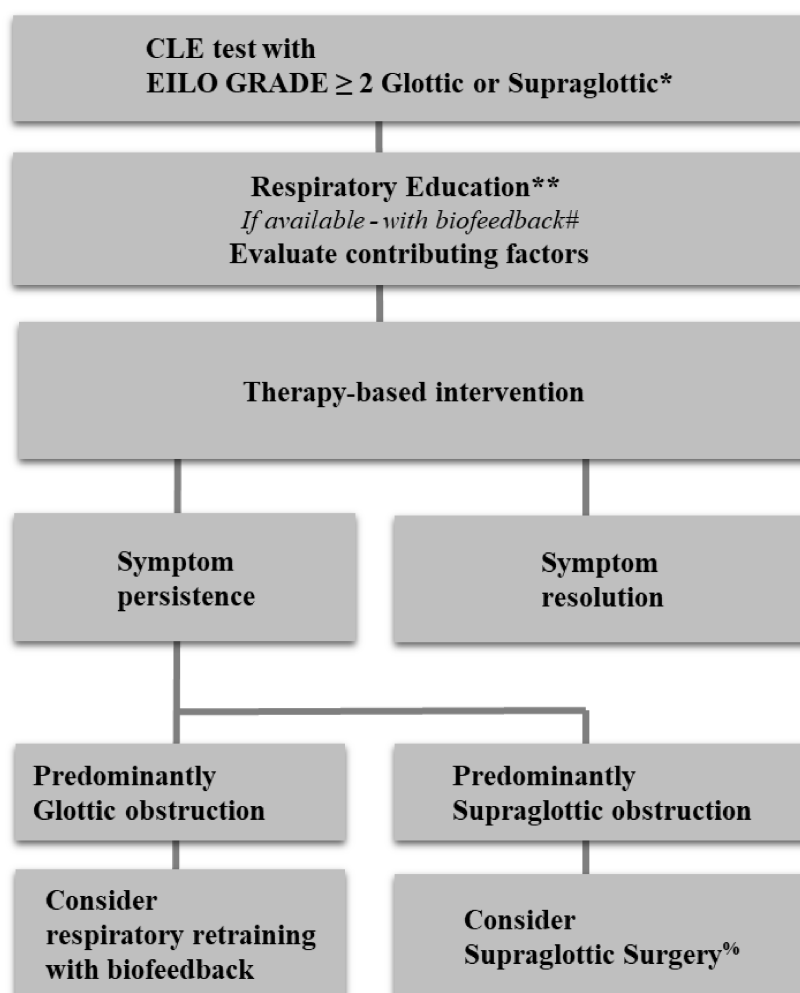 CLE test with
EILO GRADE ≥ 2 Glottic or Supraglottic*
Respiratory Education**
If available - with biofeedback#
Evaluate contributing factors
Therapy-based intervention
Symptom
persistence
Symptom
resolution
Predominantly
Glottic obstruction
Predominantly
Supraglottic obstruction
Consider
respiratory retraining
with biofeedback
Consider
Supraglottic Surgery%